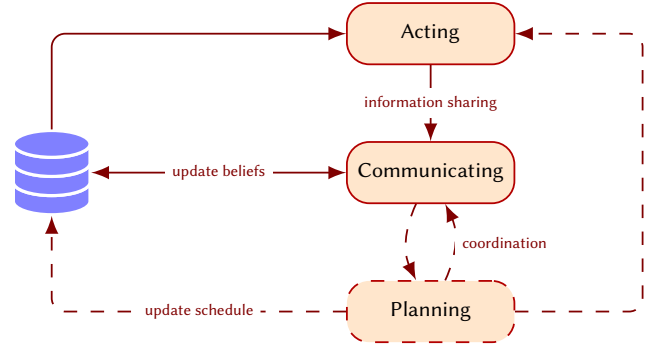 Acting
information sharing
update beliefs
Communicating
coordination
update schedule
Planning